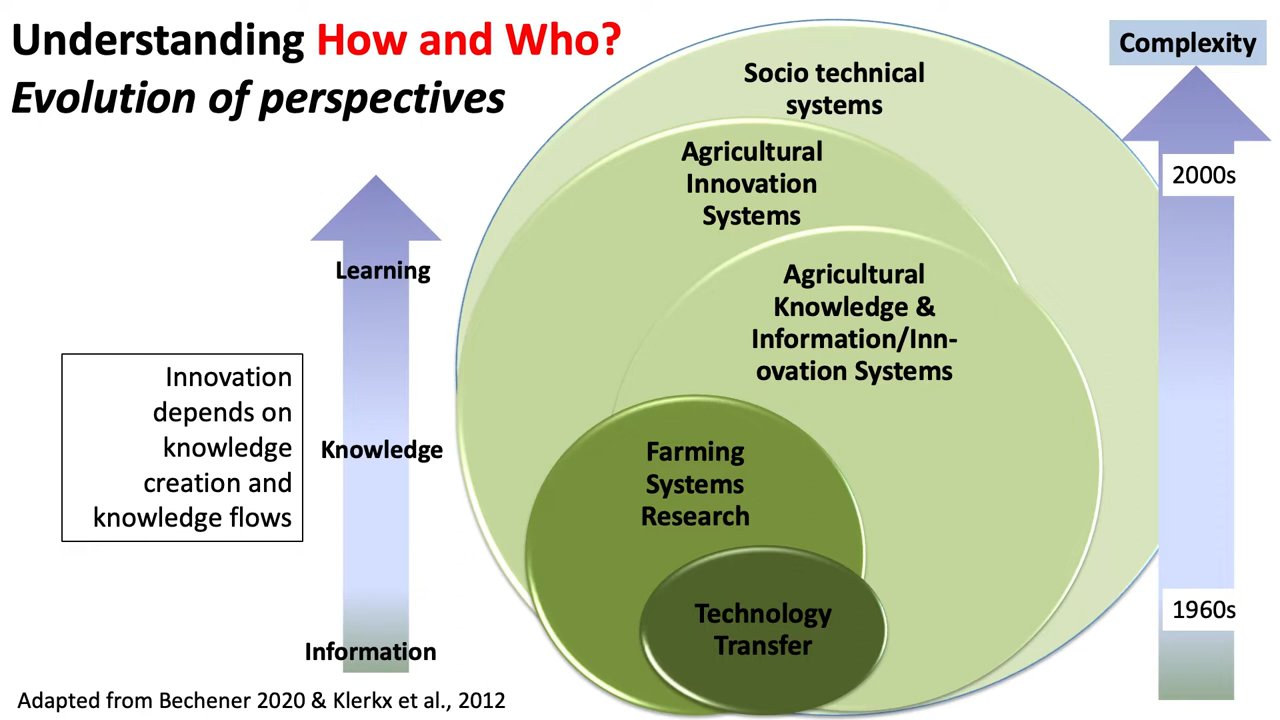 Understanding How and Who?
Evolution of perspectives
Complexity
Socio technical
systems
Agricultural
Innovation
Systems
2000s
Learning
Agricultural
Knowledge &
Information/Inn-
ovation Systems
Innovation
depends on
knowledge
creation and
knowledge flows
Knowledge
Farming
Systems
Research
1960s
Technology
Transfer
Information
Adapted from Bechener 2020 & Klerkx et al., 2012